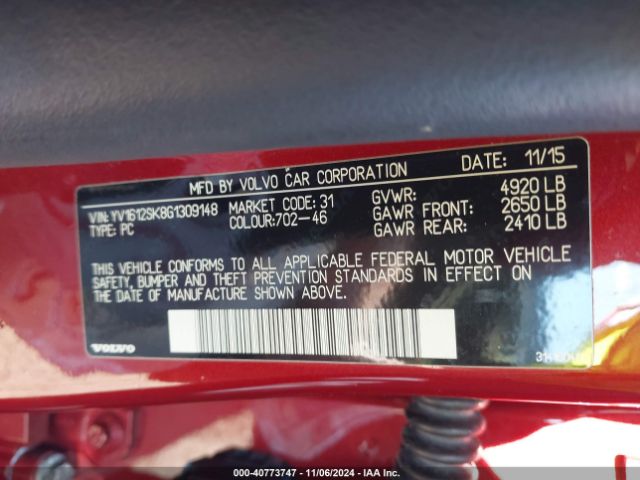 MFD BY VOLVO CAR CORPORATION DATE: 11/15
VIN: YV1612SK8G1309148 MARKET CODE: 31 GVWR: 4920 LB
TYPE: PC COLOUR:702-46 GAWR FRONT: 2650 LB
GAWR REAR: 2410 LB
THIS VEHICLE CONFORMS TO ALL APPLICABLE FEDERAL MOTOR VEHICLE
SAFETY, BUMPER AND THEFT PREVENTION STANDARDS IN EFFECT ON
THE DATE OF MANUFACTURE SHOWN ABOVE.
VOLVO
000-40773747 - 11/06/2024 - IAA Inc.